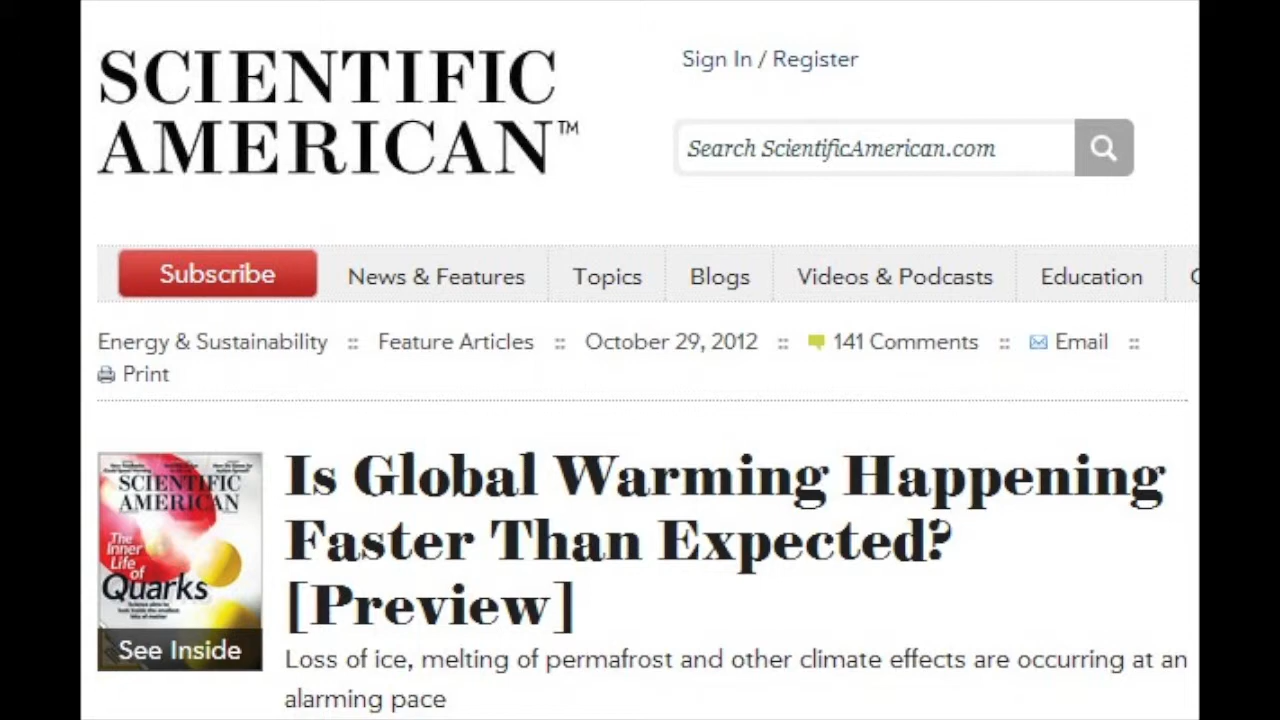 SCIENTIFIC
AMERICAN™
Sign In / Register
Search ScientificAmerican.com
Subscribe
News & Features
Topics
Blogs
Videos & Podcasts
Education
Energy & Sustainability :: Feature Articles :: October 29, 2012 :: 141 Comments :: Email ::
Print
SCIENTIFIC
AMERICAN
The
Inner
Life
of
Quarks
See Inside
Is Global Warming Happening
Faster Than Expected?
[Preview]
Loss of ice, melting of permafrost and other climate effects are occurring at an
alarming pace